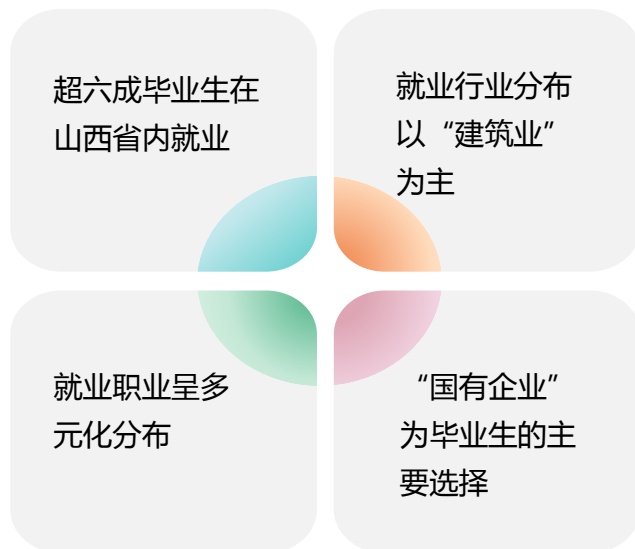 超六成毕业生在
山西省内就业
就业行业分布
以“建筑业”
为主
就业职业呈多
元化分布
“国有企业”
为毕业生的主
要选择